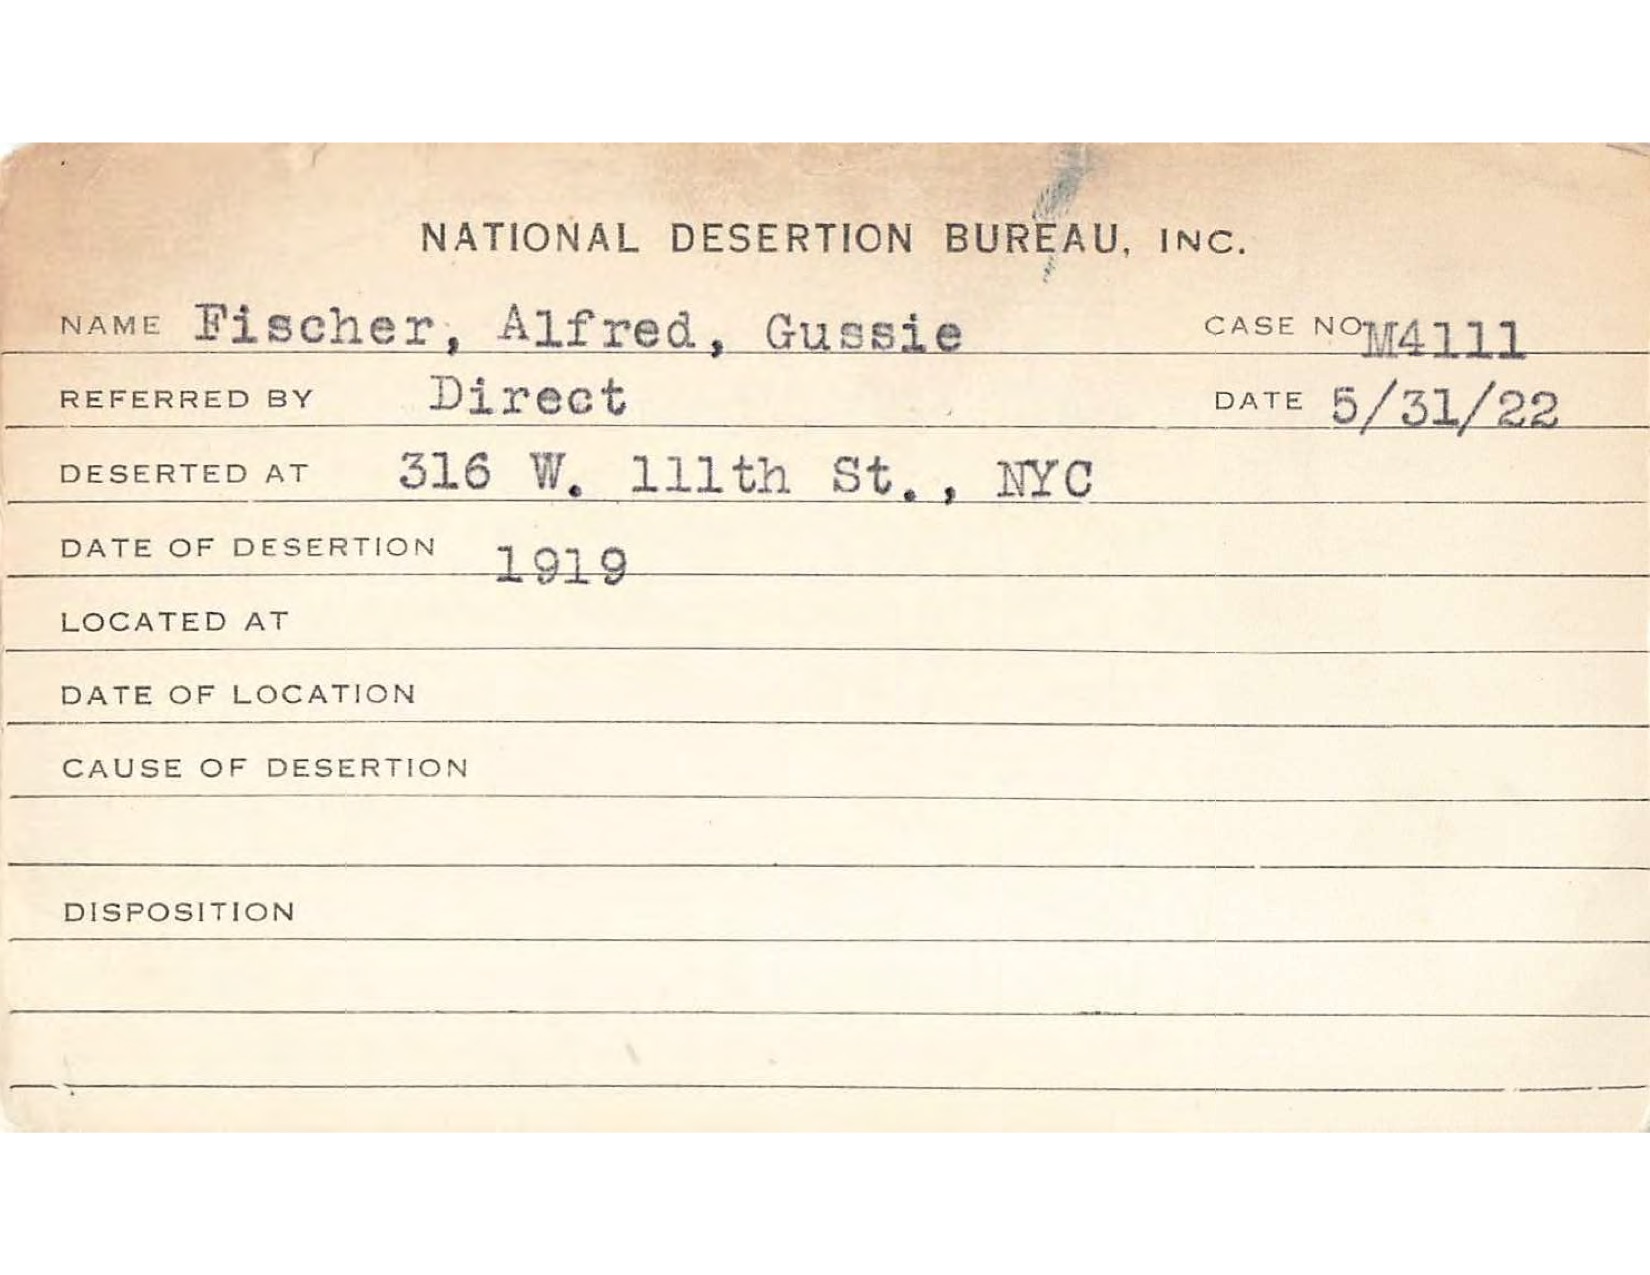 NATIONAL DESERTION BUREAU, INC.
NAME Fischer, Alfred, Gussie CASE NO. M4111
REFERRED BY Direct DATE 5/31/22
DESERTED AT 316 W. 111th St., NYC
DATE OF DESERTION 1919
LOCATED AT
DATE OF LOCATION
CAUSE OF DESERTION
DISPOSITION